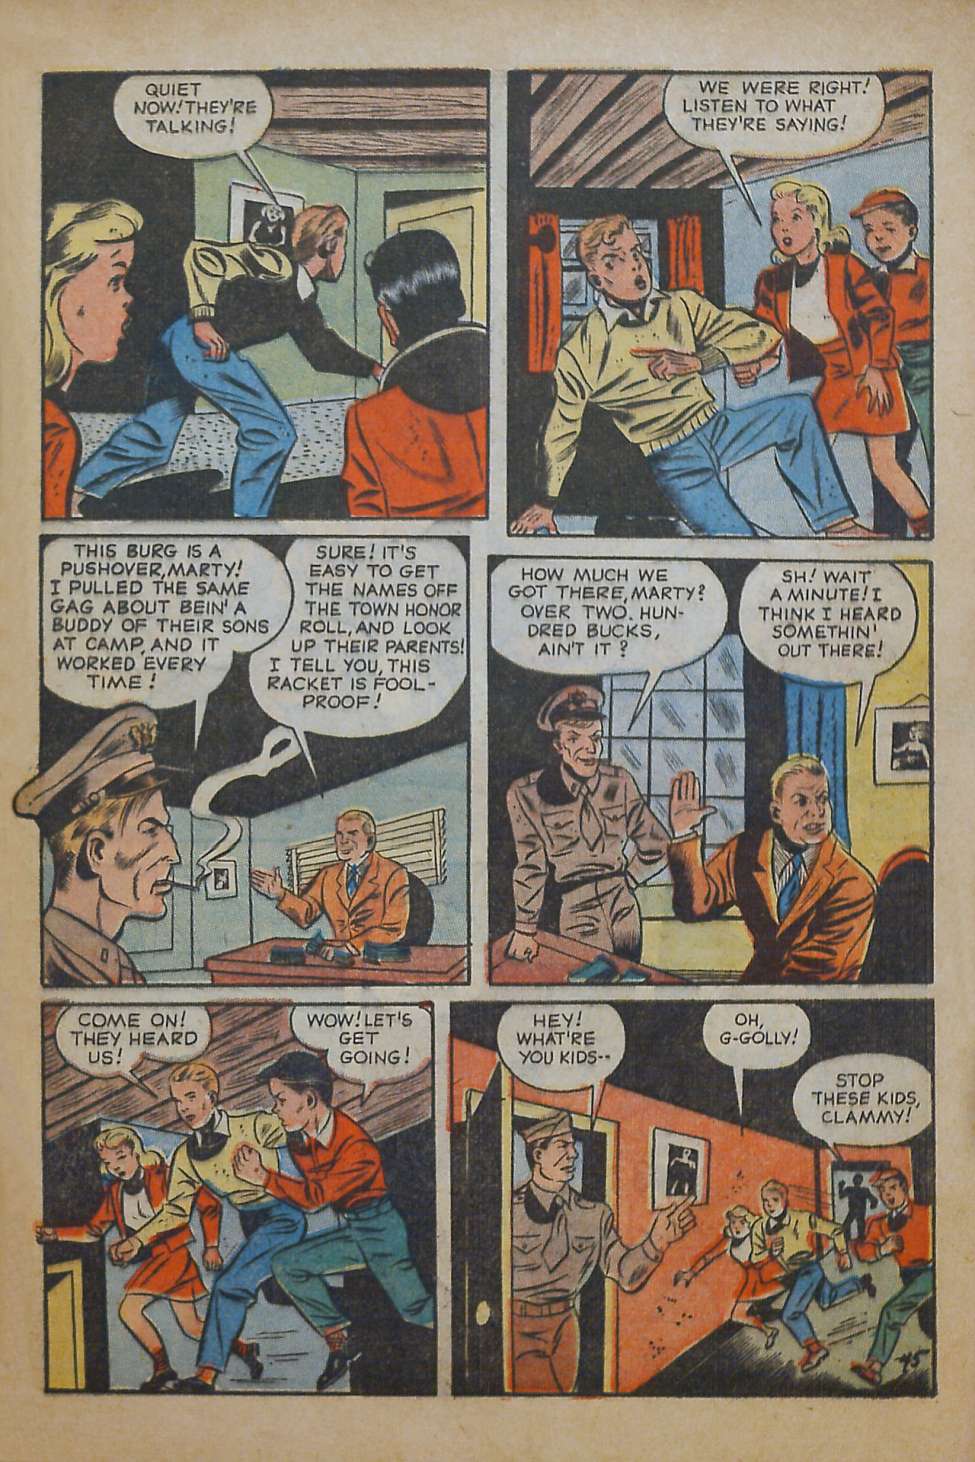 QUIET
NOW! THEY'RE
TALKING!
WE WERE RIGHT!
LISTEN TO WHAT
THEY'RE SAYING!
THIS BURG IS A
PUSHOVER, MARTY!
I PULLED THE SAME
GAG ABOUT BEIN' A
BUDDY OF THEIR SONS
AT CAMP, AND IT
WORKED EVERY
TIME!
SURE! IT'S
EASY TO GET
THE NAMES OFF
THE TOWN HONOR
ROLL, AND LOOK
UP THEIR PARENTS!
I TELL YOU, THIS
RACKET IS FOOL-
PROOF!
HOW MUCH WE
GOT THERE, MARTY?
OVER TWO HUN-
DRED BUCKS,
AIN'T IT?
SH! WAIT
A MINUTE! I
THINK I HEARD
SOMETHIN'
OUT THERE!
COME ON!
THEY HEARD
US!
WOW! LET'S
GET
GOING!
HEY!
WHAT'RE
YOU KIDS--
OH,
G-GOLLY!
STOP
THESE KIDS,
CLAMMY!
45